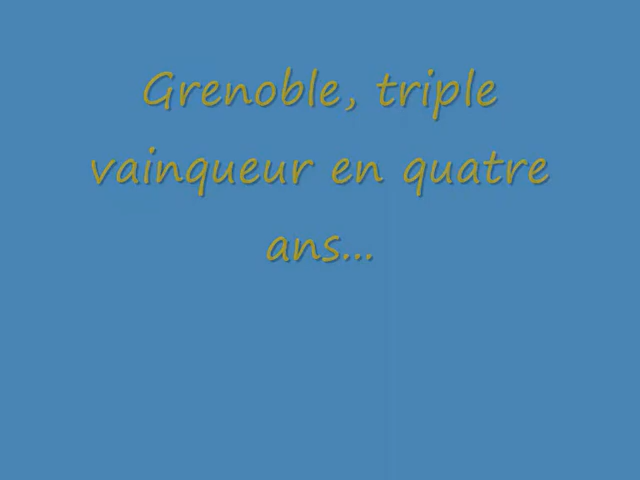 Grenoble, triple
vainqueur en quatre
ans...